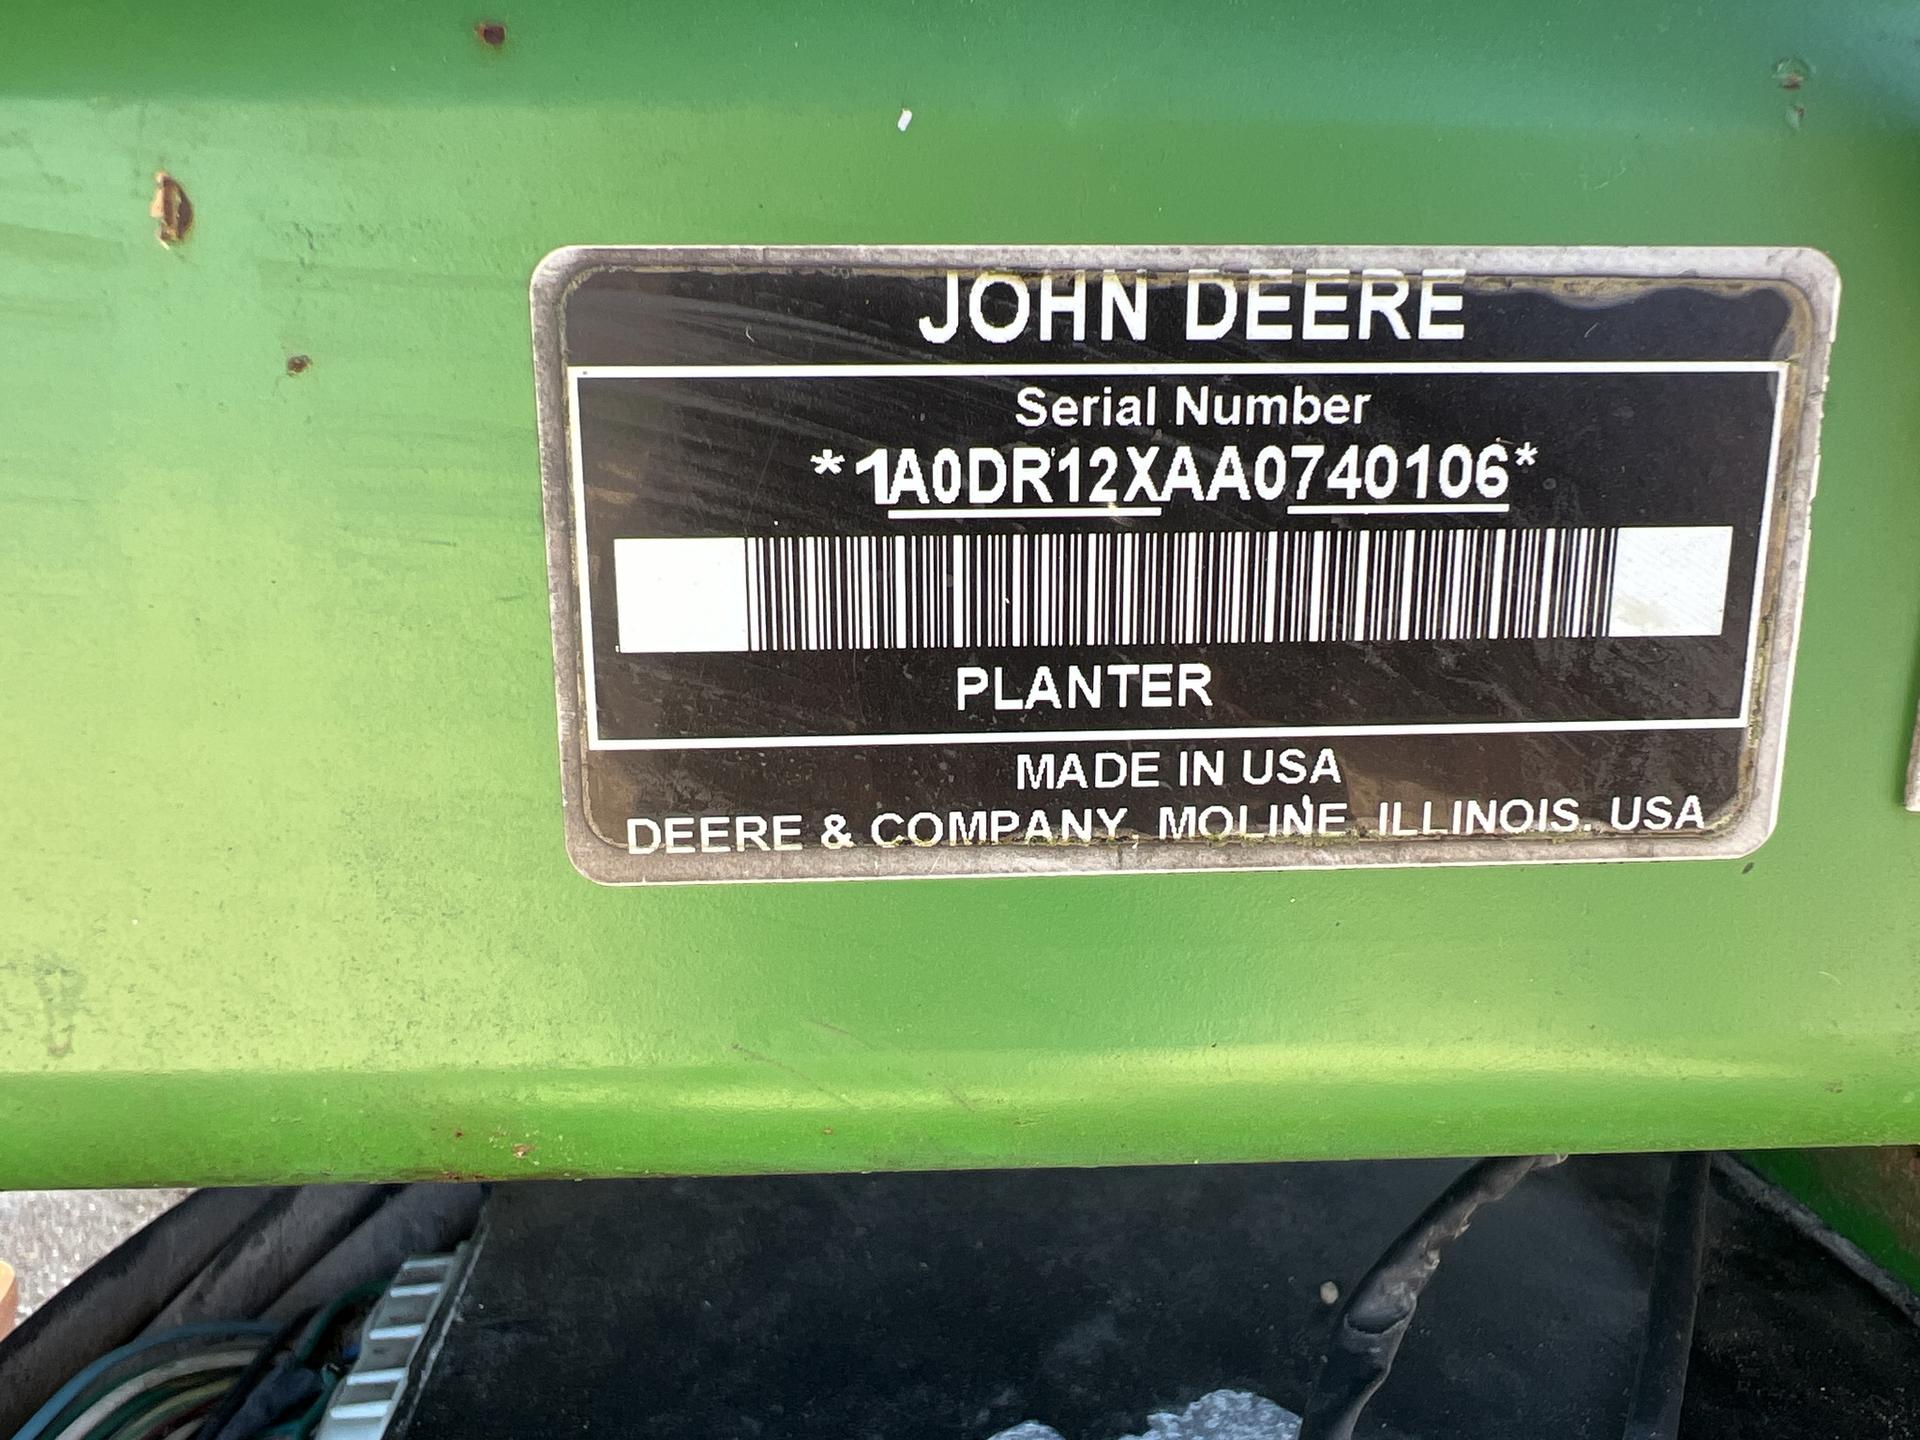 JOHN DEERE
Serial Number
*1A0DR12XAA0740106*
PLANTER
MADE IN USA
DEERE & COMPANY, MOLINE, ILLINOIS. USA